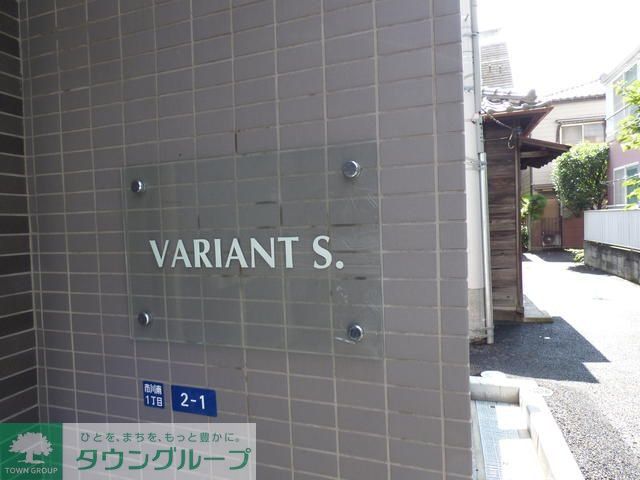 VARIANT S.
市川南
1丁目
2-1
ひとを、まちを、もっと豊かに。
タウングループ
TOWN GROUP